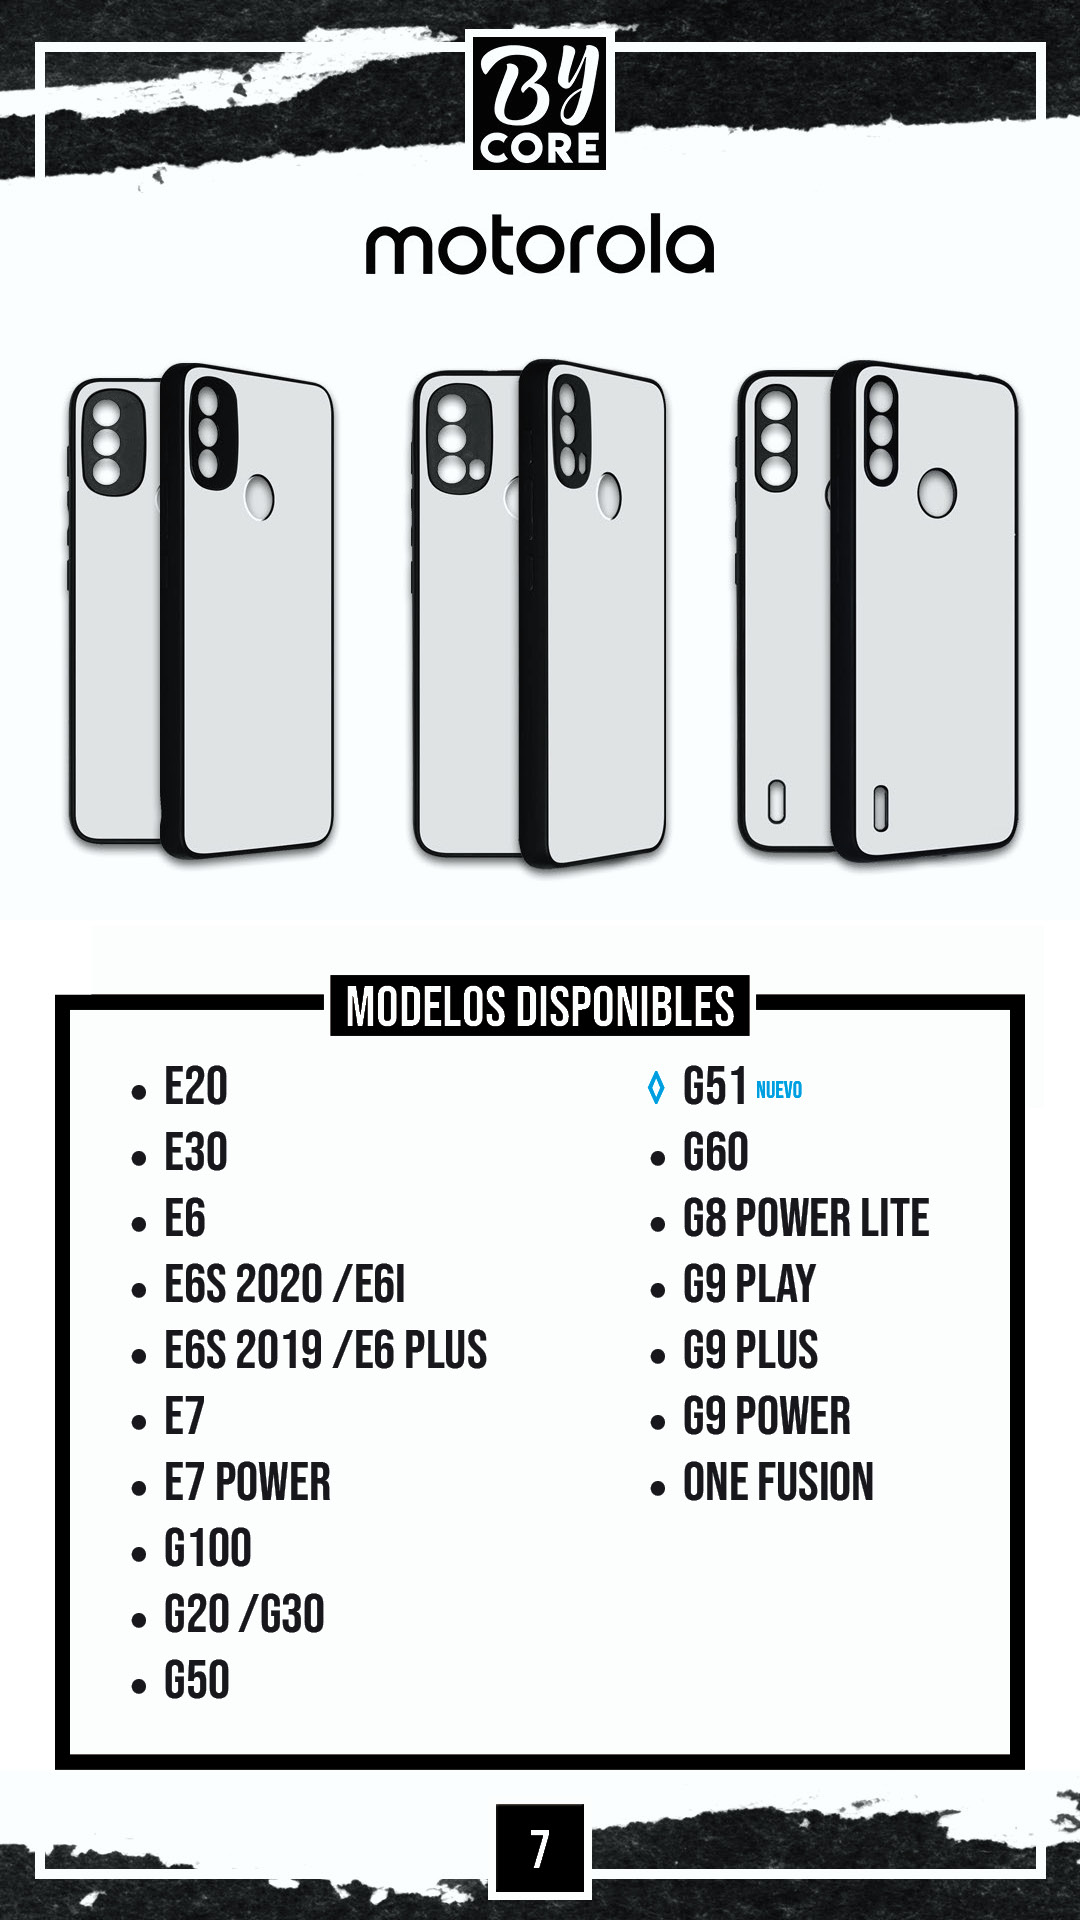 By
CORE
motorola
MODELOS DISPONIBLES
E20
E30
E6
E6S 2020 /E6I
E6S 2019 /E6 PLUS
E7
E7 POWER
G100
G20 /G30
G50
G51 NUEVO
G60
G8 POWER LITE
G9 PLAY
G9 PLUS
G9 POWER
ONE FUSION
7